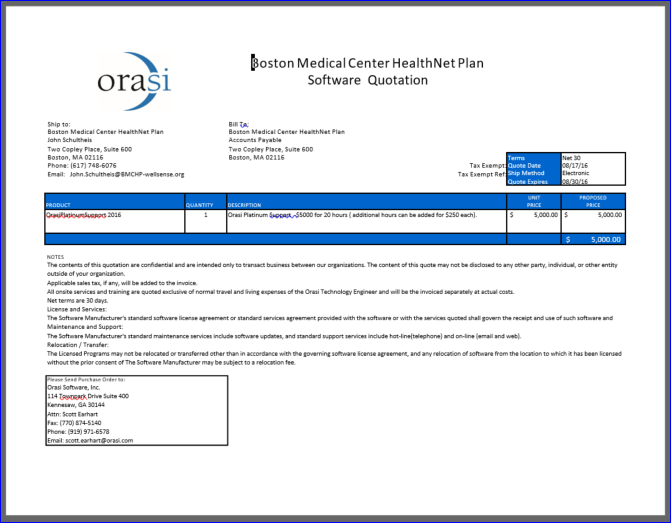 orasi
Boston Medical Center HealthNet Plan
Software Quotation
Ship to:
Boston Medical Center HealthNet Plan
John Schultheis
Two Copley Place, Suite 600
Boston, MA 02116
Phone: (617) 748-6076
Email: John.Schultheis@BMCHP-wellsense.org
Bill To:
Boston Medical Center HealthNet Plan
Accounts Payable
Two Copley Place, Suite 600
Boston, MA 02116
Tax Exempt:
Tax Exempt Ref:
Terms Net 30
Quote Date 08/17/16
Ship Method Electronic
Quote Expires 08/30/16
PRODUCT QUANTITY DESCRIPTION UNIT PRICE PROPOSED PRICE
OrasiPlatinumSupport 2016 1 Orasi Platinum Support - $5000 for 20 hours ( additional hours can be added for $250 each). $ 5,000.00 $ 5,000.00
$ 5,000.00
NOTES
The contents of this quotation are confidential and are intended only to transact business between our organizations. The content of this quote may not be disclosed to any other party, individual, or other entity
outside of your organization.
Applicable sales tax, if any, will be added to the invoice.
All onsite services and training are quoted exclusive of normal travel and living expenses of the Orasi Technology Engineer and will be invoiced separately at actual costs.
Net terms are 30 days.
License and Services:
The Software Manufacturer's standard software license agreement or standard services agreement provided with the software or with the services quoted shall govern the receipt and use of such software and
Maintenance and Support:
The Software Manufacturer's standard maintenance services include software updates, and standard support services include hot-line(telephone) and on-line (email and web).
Relocation / Transfer:
The Licensed Programs may not be relocated or transferred other than in accordance with the governing software license agreement, and any relocation of software from the location to which it has been licensed
without the prior consent of The Software Manufacturer may be subject to a relocation fee.
Please Send Purchase Order to:
Orasi Software, Inc.
114 Townpark Drive Suite 400
Kennesaw, GA 30144
Attn: Scott Earhart
Fax: (770) 874-5140
Phone: (919) 971-6578
Email: scott.earhart@orasi.com